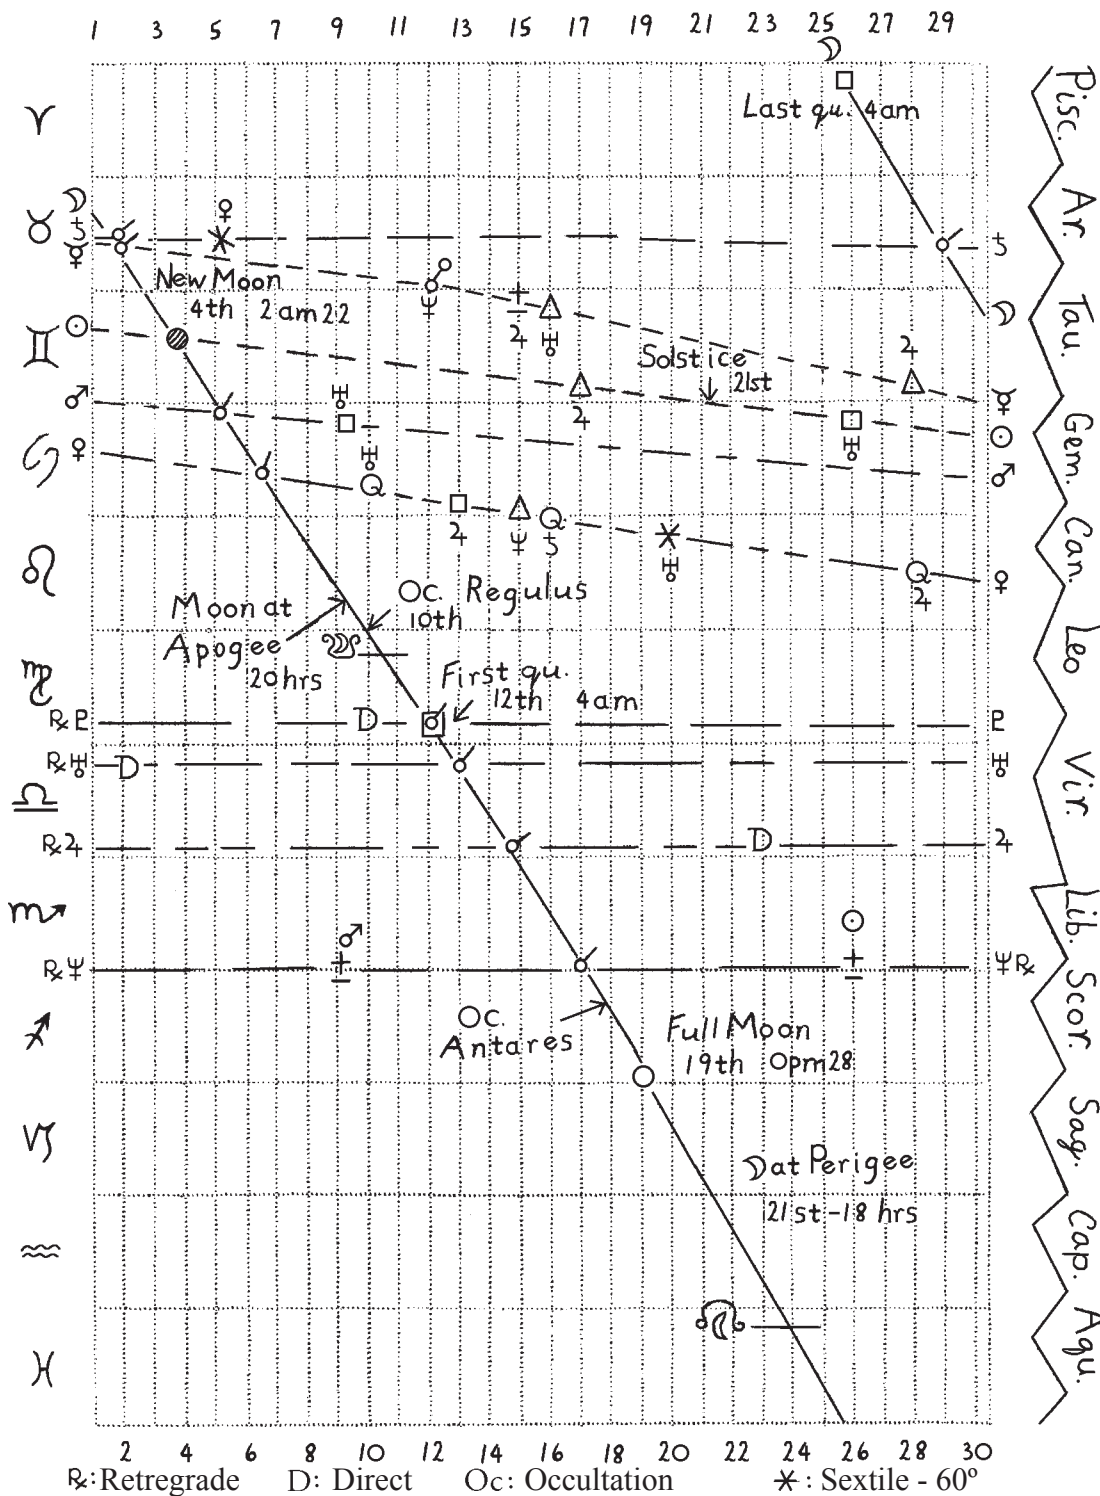 1 3 5 7 9 11 13 15 17 19 21 23 25 27 29
☽
♈ Last qu. 4am Pisc.
☽ ♀ Ar.
♉ ♄ ♄
☿
New Moon
4th 2am22 ♆ ♃ ♅ ☽ Tau.
♊ ☉ Solstice ♃
21st
♂ ♅ ♃ ☿
♅ ☉ Gem.
♋ ♀ ♅ ♂
Q
♃ ♆ Q ♄ Can.
♌ ♅ Q ♃ ♀
Oc. Regulus
10th
Moon at
Apogee Leo
20hrs
♍ First qu.
12th 4am
℞ ♇ D ♇
℞ ♅ D ♅ Vir.
♎
℞ ♃ D ♃
♏ ♂ ☉ Lib.
℞ ♆ ♆ ℞
Scor.
♐ Oc.
Antares
Full Moon
19th 0pm28
♑ Sag.
☽ at Perigee
21st-18 hrs
♒ Cap.
Aqu.
♓
2 4 6 8 10 12 14 16 18 20 22 24 26 28 30
℞: Retregrade D: Direct Oc: Occultation ⚹: Sextile - 60º